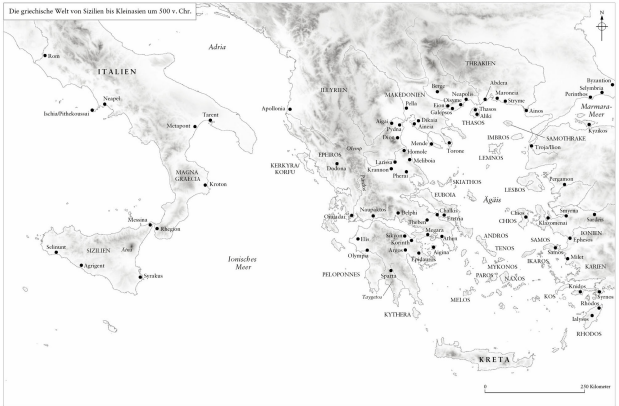 Die griechische Welt von Sizilien bis Kleinasien um 500 v. Chr.
N
Adria
Rom
ITALIEN
Neapel
Ischia/Pithekoussai
Tarent
Metapont
MAGNA
GRAECIA
Kroton
Messena
Rhegion
SIZILIEN
Ätna
Selinunt
Agrigent
Syrakus
Ionisches
Meer
ILLYRIEN
Apollonia
KERKYRA/
KORFU
EPEIROS
Dodona
MAKEDONIEN
Pella
Aigai
Pydna
Dion
Olymp
Dikaia
Aineia
Mende
Torone
Homole
Larissa
Meliboia
Krannon
Pherai
Pindos
THRAKIEN
Berge
Neapolis
Oisyme
Eion
Galepsos
Abdera
Maroneia
Stryme
Thasos
Aliki
THASOS
Ainos
Byzantion
Selymbria
Perinthos
Marmara-
Meer
Kyzikos
SAMOTHRAKE
IMBROS
Troja/Ilion
LEMNOS
SKIATHOS
LESBOS
Pergamon
Ägäis
EUBOIA
Naupaktos
Delphi
Chalkis
Eretria
Theben
Megara
Athen
Sikyon
Korinth
Argos
Aigina
Epidauros
Elis
Olympia
PELOPONNES
Sparta
Taygetos
KYTHERA
ANDROS
TENOS
MYKONOS
PAROS
NAXOS
MELOS
Chios
CHIOS
Smyrna
Klazomenai
Sardeis
IONIEN
Ephesos
SAMOS
Samos
IKAROS
Milet
KARIEN
KOS
Knidos
Symos
Rhodos
Ialysos
RHODOS
KRETA
0
250 Kilometer